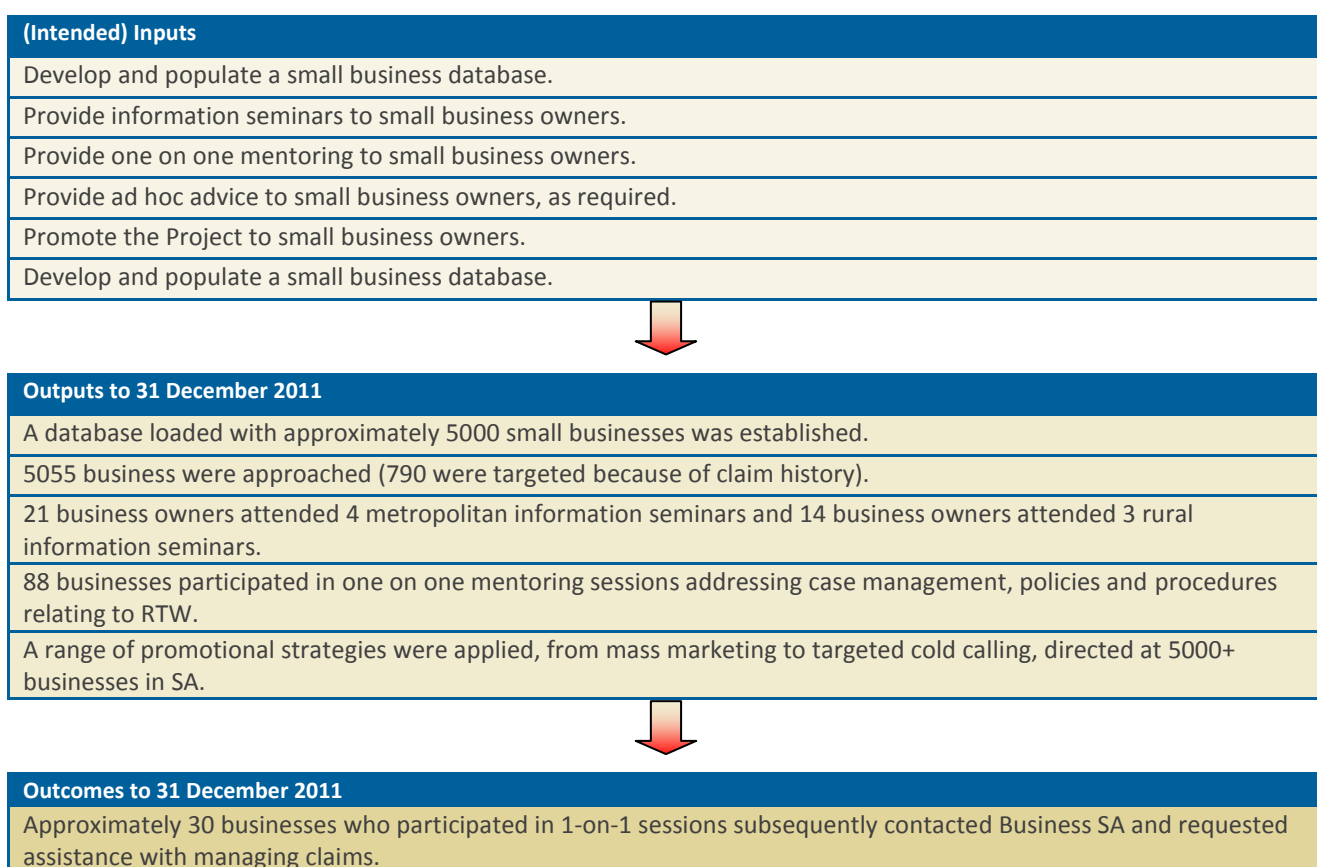 (Intended) Inputs
Develop and populate a small business database.
Provide information seminars to small business owners.
Provide one on one mentoring to small business owners.
Provide ad hoc advice to small business owners, as required.
Promote the Project to small business owners.
Develop and populate a small business database.
Outputs to 31 December 2011
A database loaded with approximately 5000 small businesses was established.
5055 business were approached (790 were targeted because of claim history).
21 business owners attended 4 metropolitan information seminars and 14 business owners attended 3 rural
information seminars.
88 businesses participated in one on one mentoring sessions addressing case management, policies and procedures
relating to RTW.
A range of promotional strategies were applied, from mass marketing to targeted cold calling, directed at 5000+
businesses in SA.
Outcomes to 31 December 2011
Approximately 30 businesses who participated in 1-on-1 sessions subsequently contacted Business SA and requested
assistance with managing claims.